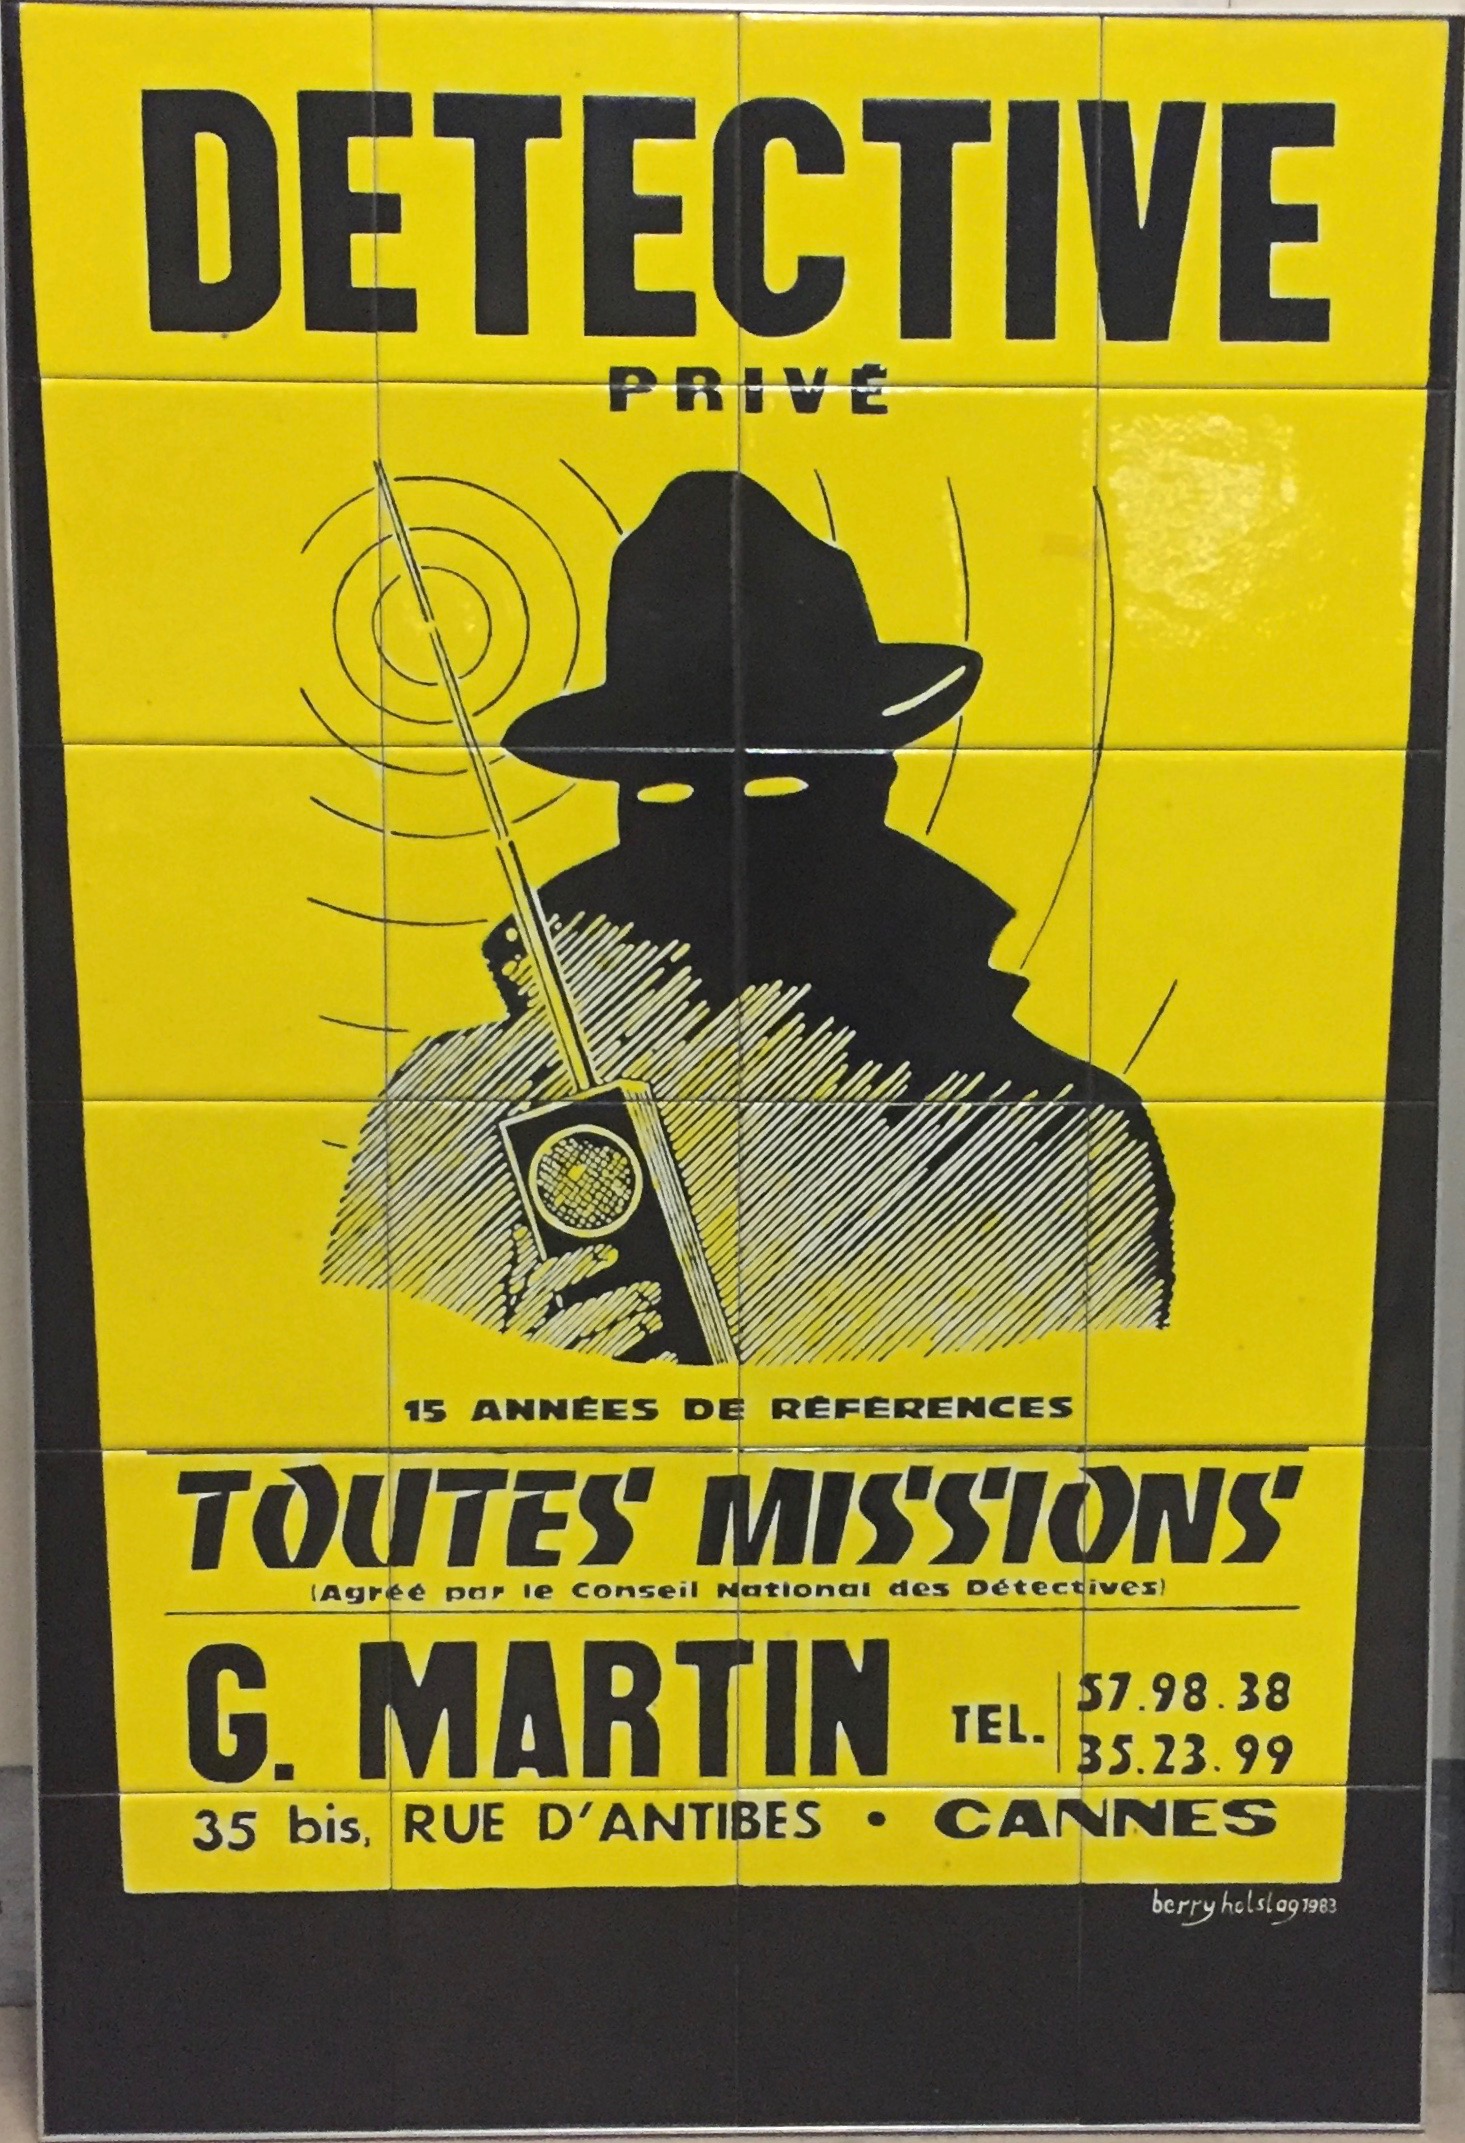 DETECTIVE
PRIVÉ
15 ANNÉES DE RÉFÉRENCES
TOUTES MISSIONS
(Agréé par le Conseil National des Détectives)
G. MARTIN TEL. 57.98.38
35.23.99
35 bis, RUE D'ANTIBES • CANNES
berry holslag 1983